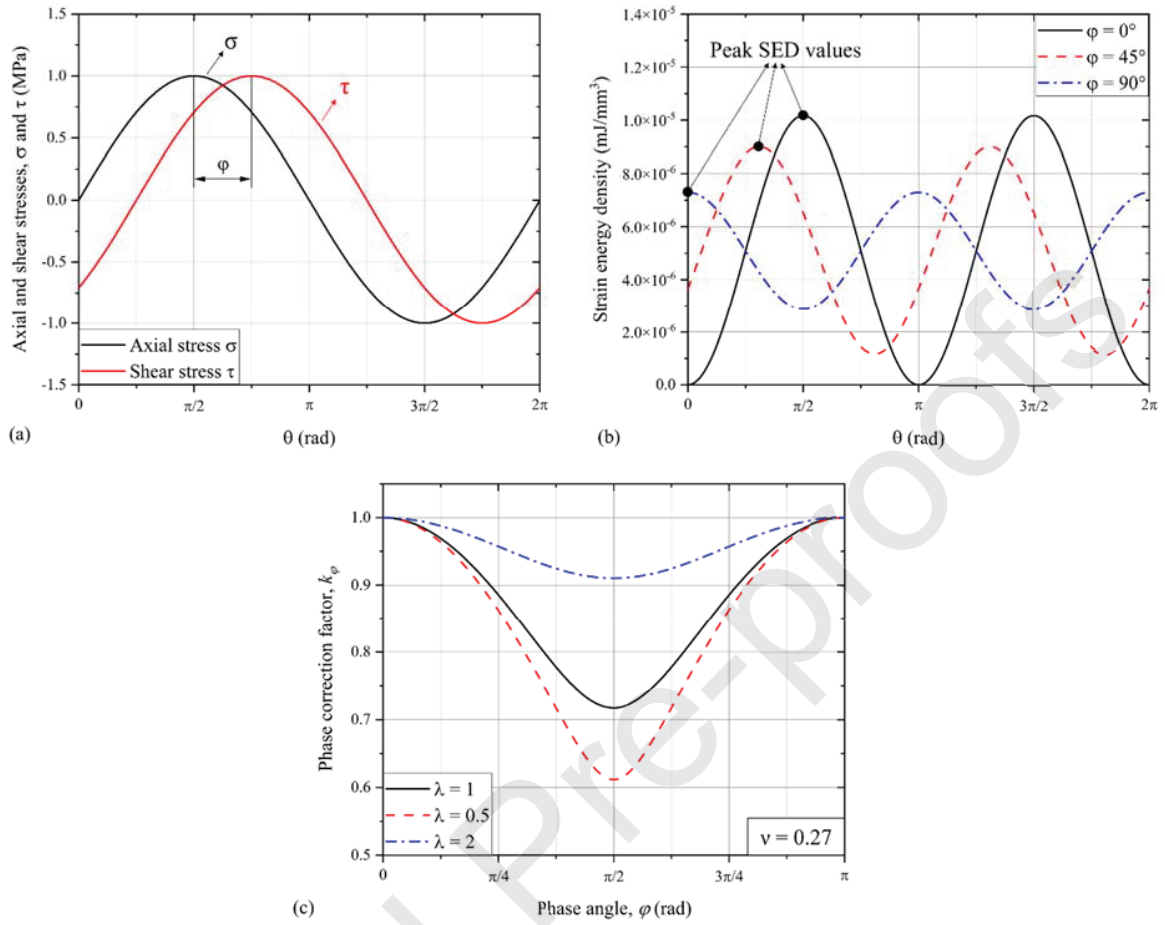 Axial and shear stresses, σ and τ (MPa)
1.5
1.0
0.5
0.0
-0.5
-1.0
-1.5
σ
τ
φ
Axial stress σ
Shear stress τ
0
π/2
π
3π/2
2π
θ (rad)
(a)
Strain energy density (mJ/mm³)
1.4×10⁻⁵
1.2×10⁻⁵
1.0×10⁻⁵
8.0×10⁻⁶
6.0×10⁻⁶
4.0×10⁻⁶
2.0×10⁻⁶
0.0
Peak SED values
φ = 0°
φ = 45°
φ = 90°
0
π/2
π
3π/2
2π
θ (rad)
(b)
Phase correction factor, kφ
1.0
0.9
0.8
0.7
0.6
0.5
λ = 1
λ = 0.5
λ = 2
ν = 0.27
0
π/4
π/2
3π/4
π
Phase angle, φ (rad)
(c)
Pre-proofs